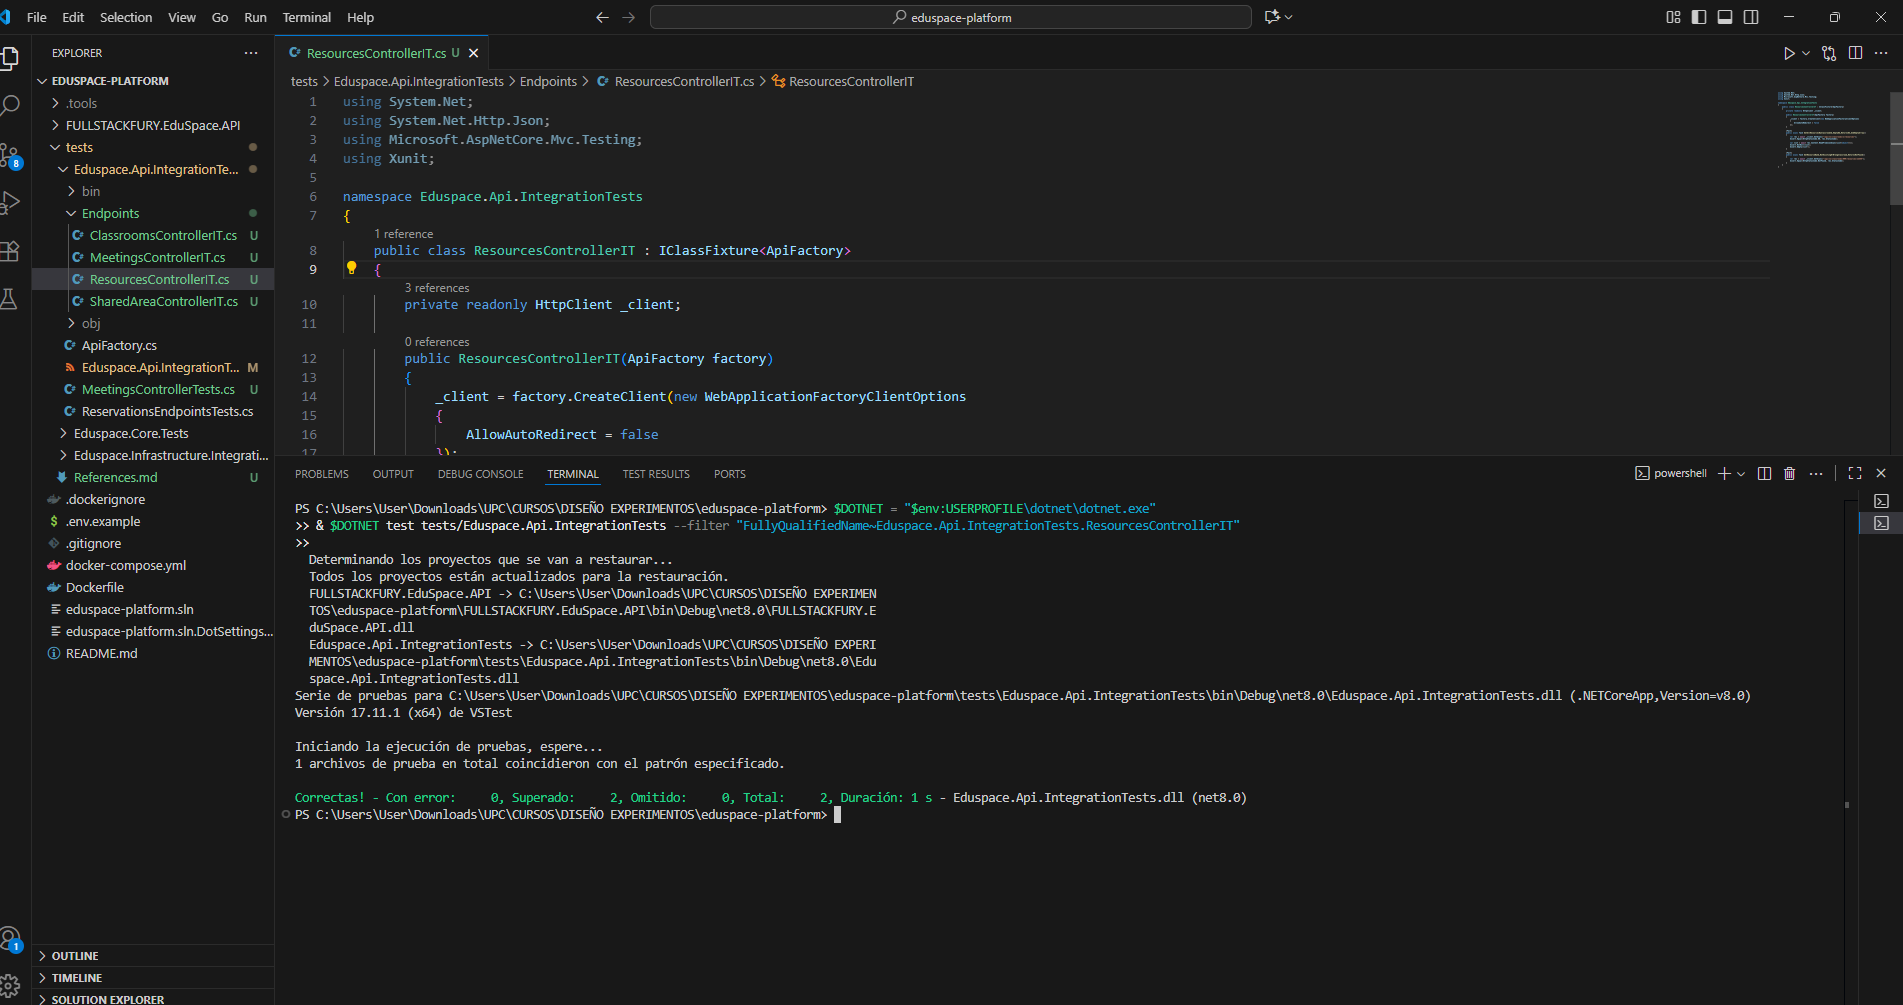 File Edit Selection View Go Run Terminal Help
eduspace-platform
EXPLORER
EDUSPACE-PLATFORM
.tools
FULLSTACKFURY.EduSpace.API
tests
Eduspace.Api.IntegrationTe...
bin
Endpoints
ClassroomsControllerIT.cs U
MeetingsControllerIT.cs U
ResourcesControllerIT.cs U
SharedAreaControllerIT.cs U
obj
ApiFactory.cs
Eduspace.Api.IntegrationT... M
MeetingsControllerTests.cs U
ReservationsEndpointsTests.cs
Eduspace.Core.Tests
Eduspace.Infrastructure.Integrati...
References.md U
.dockerignore
.env.example
.gitignore
docker-compose.yml
Dockerfile
eduspace-platform.sln
eduspace-platform.sln.DotSettings...
README.md
OUTLINE
TIMELINE
SOLUTION EXPLORER
8
1
ResourcesControllerIT.cs U
tests > Eduspace.Api.IntegrationTests > Endpoints > ResourcesControllerIT.cs > ResourcesControllerIT
1 using System.Net;
2 using System.Net.Http.Json;
3 using Microsoft.AspNetCore.Mvc.Testing;
4 using Xunit;
5
6 namespace Eduspace.Api.IntegrationTests
7 {
1 reference
8 public class ResourcesControllerIT : IClassFixture<ApiFactory>
9 {
3 references
10 private readonly HttpClient _client;
11
0 references
12 public ResourcesControllerIT(ApiFactory factory)
13 {
14 _client = factory.CreateClient(new WebApplicationFactoryClientOptions
15 {
16 AllowAutoRedirect = false
17 });
PROBLEMS OUTPUT DEBUG CONSOLE TERMINAL TEST RESULTS PORTS
powershell
PS C:\Users\User\Downloads\UPC\CURSOS\DISEÑO EXPERIMENTOS\eduspace-platform> $DOTNET = "$env:USERPROFILE\dotnet\dotnet.exe"
>> & $DOTNET test tests/Eduspace.Api.IntegrationTests --filter "FullyQualifiedName~Eduspace.Api.IntegrationTests.ResourcesControllerIT"
>>
Determinando los proyectos que se van a restaurar...
Todos los proyectos están actualizados para la restauración.
FULLSTACKFURY.EduSpace.API -> C:\Users\User\Downloads\UPC\CURSOS\DISEÑO EXPERIMEN
TOS\eduspace-platform\FULLSTACKFURY.EduSpace.API\bin\Debug\net8.0\FULLSTACKFURY.E
duSpace.API.dll
Eduspace.Api.IntegrationTests -> C:\Users\User\Downloads\UPC\CURSOS\DISEÑO EXPERI
MENTOS\eduspace-platform\tests\Eduspace.Api.IntegrationTests\bin\Debug\net8.0\Edu
space.Api.IntegrationTests.dll
Serie de pruebas para C:\Users\User\Downloads\UPC\CURSOS\DISEÑO EXPERIMENTOS\eduspace-platform\tests\Eduspace.Api.IntegrationTests\bin\Debug\net8.0\Eduspace.Api.IntegrationTests.dll (.NETCoreApp,Version=v8.0)
Versión 17.11.1 (x64) de VSTest
Iniciando la ejecución de pruebas, espere...
1 archivos de prueba en total coincidieron con el patrón especificado.
Correctas! - Con error: 0, Superado: 2, Omitido: 0, Total: 2, Duración: 1 s - Eduspace.Api.IntegrationTests.dll (net8.0)
PS C:\Users\User\Downloads\UPC\CURSOS\DISEÑO EXPERIMENTOS\eduspace-platform>